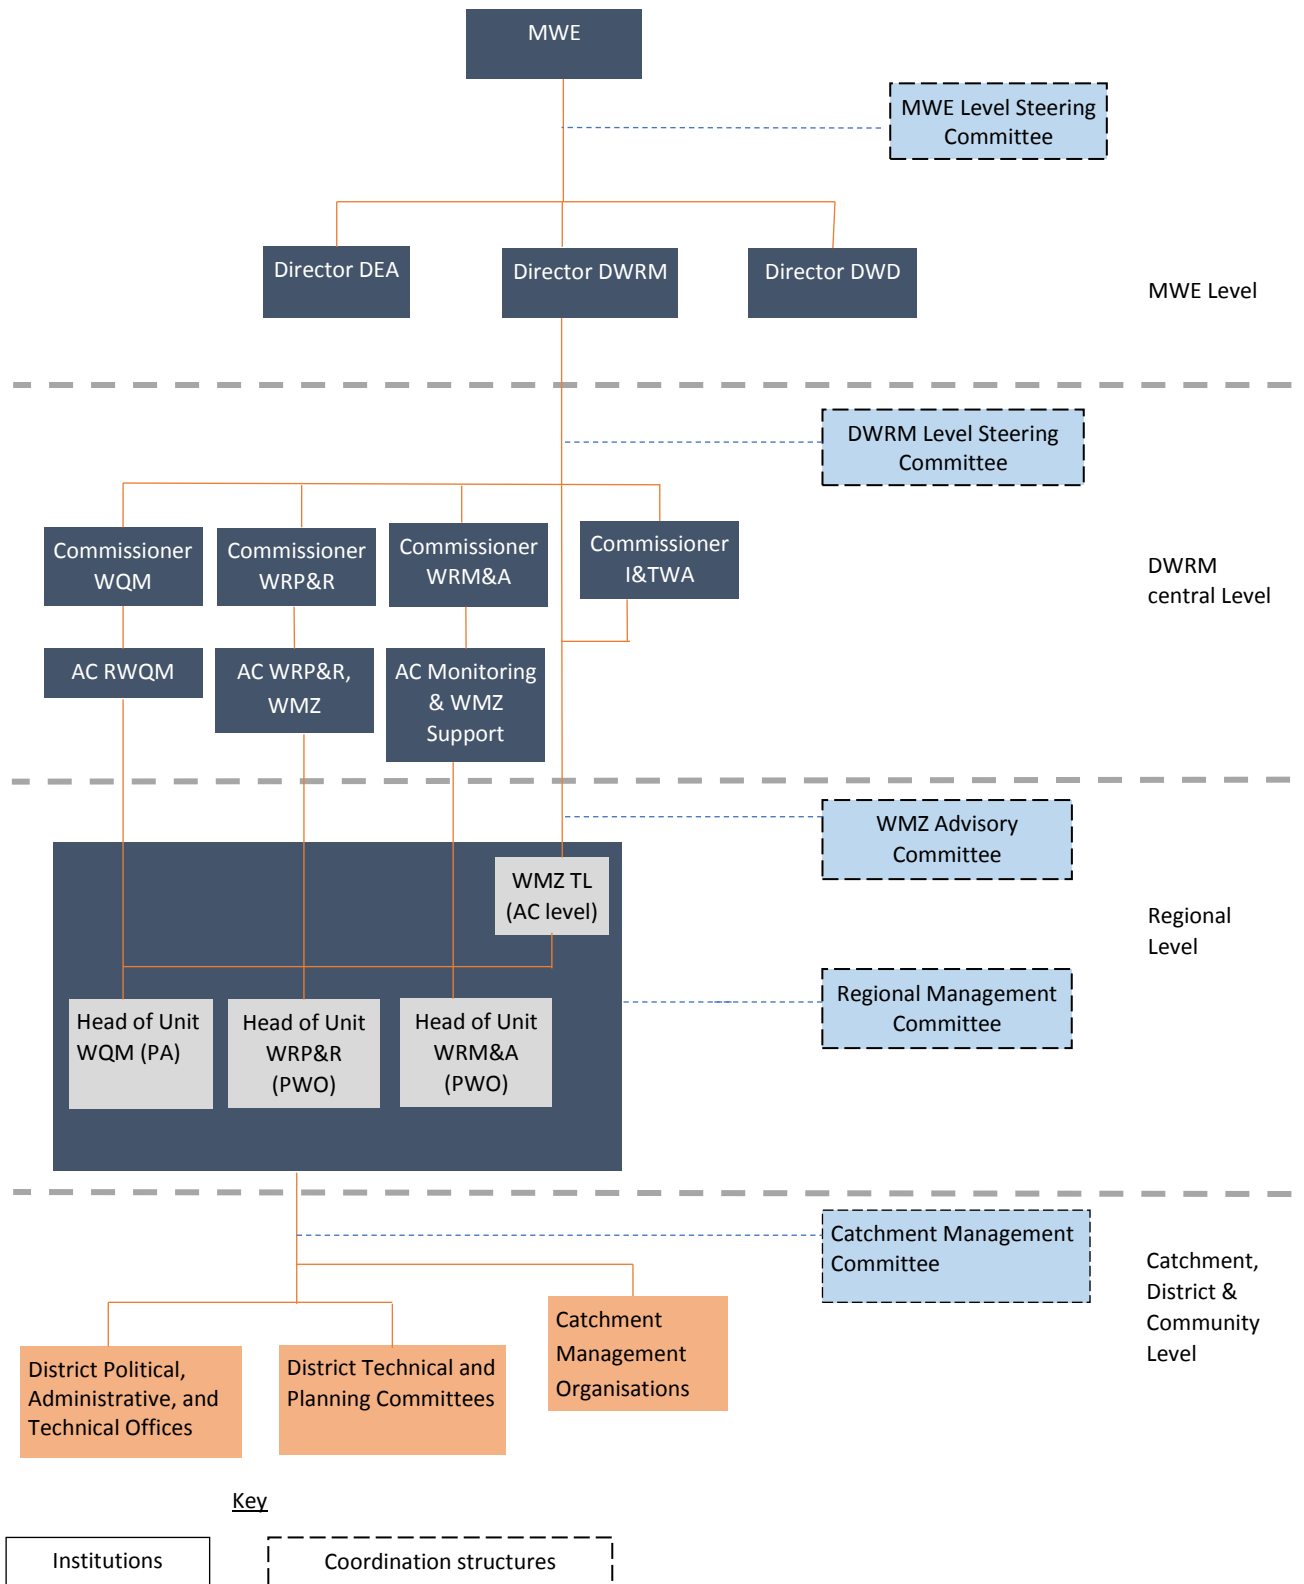 MWE
MWE Level Steering
Committee
Director DEA
Director DWRM
Director DWD
MWE Level
DWRM Level Steering
Committee
Commissioner
WQM
Commissioner
WRP&R
Commissioner
WRM&A
Commissioner
I&TWA
DWRM
central Level
AC RWQM
AC WRP&R,
WMZ
AC Monitoring
& WMZ
Support
WMZ Advisory
Committee
WMZ TL
(AC level)
Regional
Level
Regional Management
Committee
Head of Unit
WQM (PA)
Head of Unit
WRP&R
(PWO)
Head of Unit
WRM&A
(PWO)
Catchment Management
Committee
Catchment,
District &
Community
Level
District Political,
Administrative, and
Technical Offices
District Technical and
Planning Committees
Catchment
Management
Organisations
Key
Institutions
Coordination structures